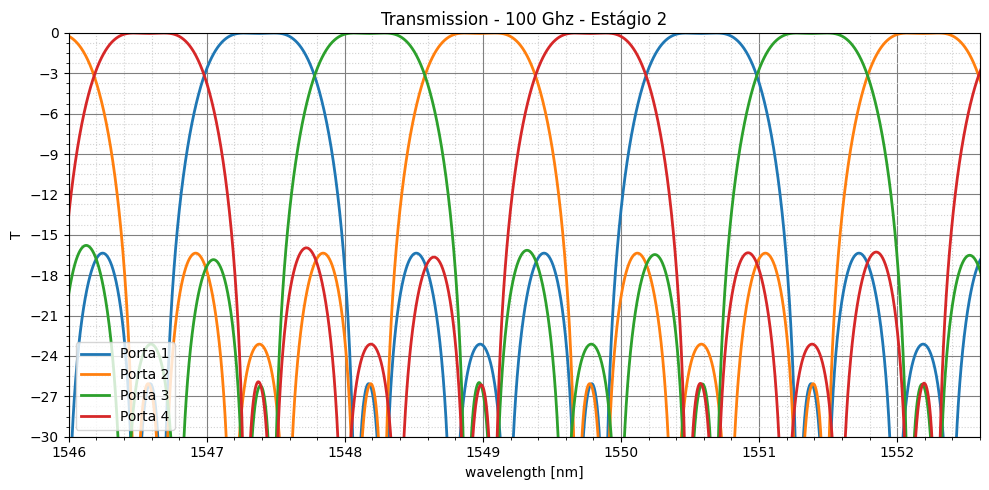 Transmission - 100 Ghz - Estágio 2
0
−3
−6
−9
−12
−15
−18
−21
−24
−27
−30
T
Porta 1
Porta 2
Porta 3
Porta 4
1546 1547 1548 1549 1550 1551 1552
wavelength [nm]